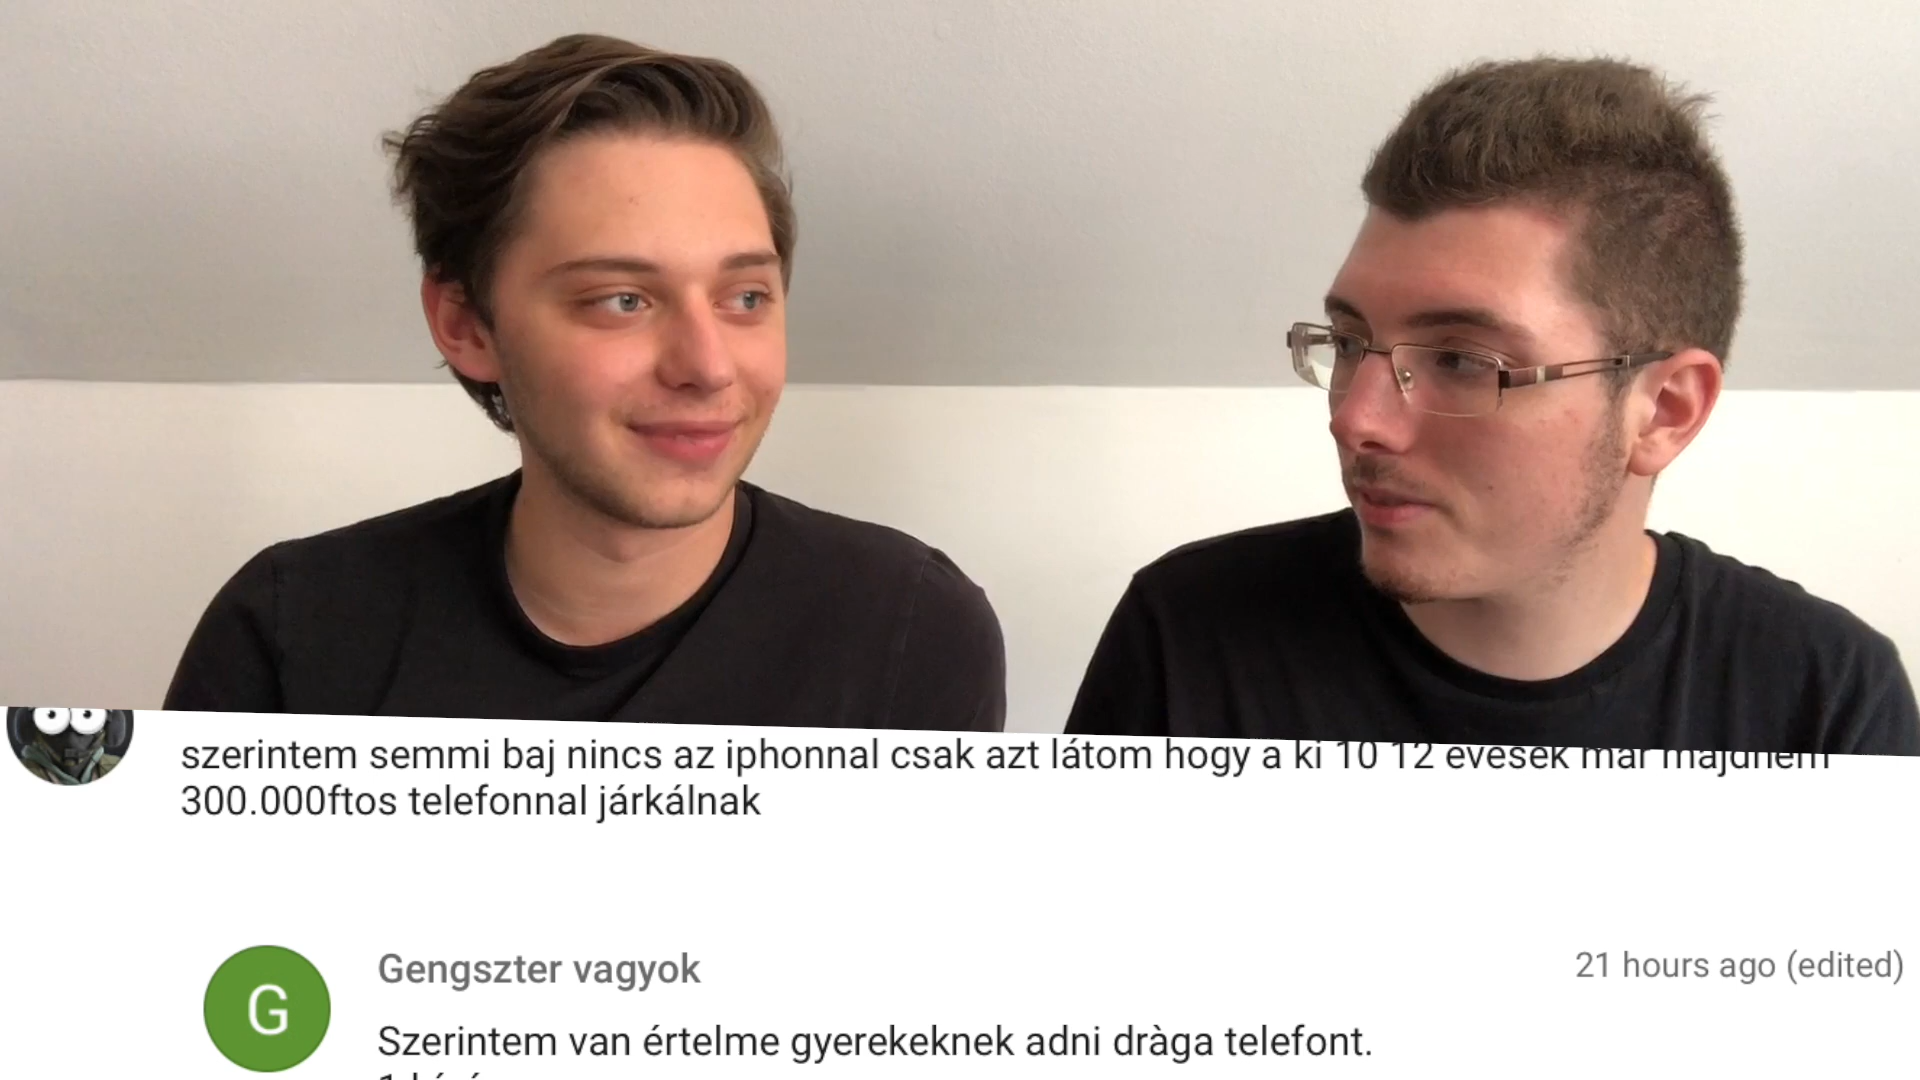 szerintem semmi baj nincs az iphonnal csak azt látom hogy a ki 10 12 évesek már majdnem
300.000ftos telefonnal járkálnak
G
Gengszter vagyok
21 hours ago (edited)
Szerintem van értelme gyerekeknek adni dràga telefont.